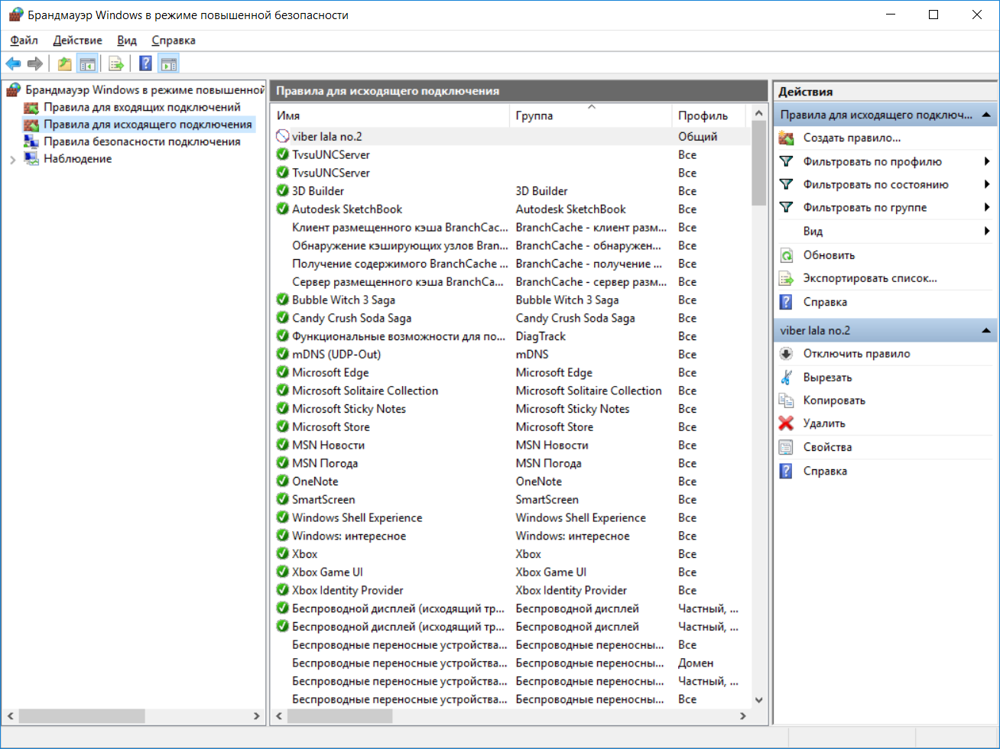 Брандмауэр Windows в режиме повышенной безопасности
Файл Действие Вид Справка
Брандмауэр Windows в режиме повышенной
Правила для входящих подключений
Правила для исходящего подключения
Правила безопасности подключения
Наблюдение
Правила для исходящего подключения
Имя Группа Профиль
viber lala no.2 Общий
TvsuUNCServer Все
TvsuUNCServer Все
3D Builder 3D Builder Все
Autodesk SketchBook Autodesk SketchBook Все
Клиент размещенного кэша BranchCac... BranchCache - клиент разм... Все
Обнаружение кэширующих узлов Bran... BranchCache - обнаружен... Все
Получение содержимого BranchCache ... BranchCache - получение ... Все
Сервер размещенного кэша BranchCa... BranchCache - сервер разм... Все
Bubble Witch 3 Saga Bubble Witch 3 Saga Все
Candy Crush Soda Saga Candy Crush Soda Saga Все
Функциональные возможности для по... DiagTrack Все
mDNS (UDP-Out) mDNS Все
Microsoft Edge Microsoft Edge Все
Microsoft Solitaire Collection Microsoft Solitaire Collection Все
Microsoft Sticky Notes Microsoft Sticky Notes Все
Microsoft Store Microsoft Store Все
MSN Новости MSN Новости Все
MSN Погода MSN Погода Все
OneNote OneNote Все
SmartScreen SmartScreen Все
Windows Shell Experience Windows Shell Experience Все
Windows: интересное Windows: интересное Все
Xbox Xbox Все
Xbox Game UI Xbox Game UI Все
Xbox Identity Provider Xbox Identity Provider Все
Беспроводной дисплей (исходящий тр... Беспроводной дисплей Частный, ...
Беспроводной дисплей (исходящий тр... Беспроводной дисплей Частный, ...
Беспроводные переносные устройства... Беспроводные переносны... Все
Беспроводные переносные устройства... Беспроводные переносны... Домен
Беспроводные переносные устройства... Беспроводные переносны... Частный, ...
Беспроводные переносные устройства... Беспроводные переносны... Все
Действия
Правила для исходящего подключ...
Создать правило...
Фильтровать по профилю
Фильтровать по состоянию
Фильтровать по группе
Вид
Обновить
Экспортировать список...
Справка
viber lala no.2
Отключить правило
Вырезать
Копировать
Удалить
Свойства
Справка